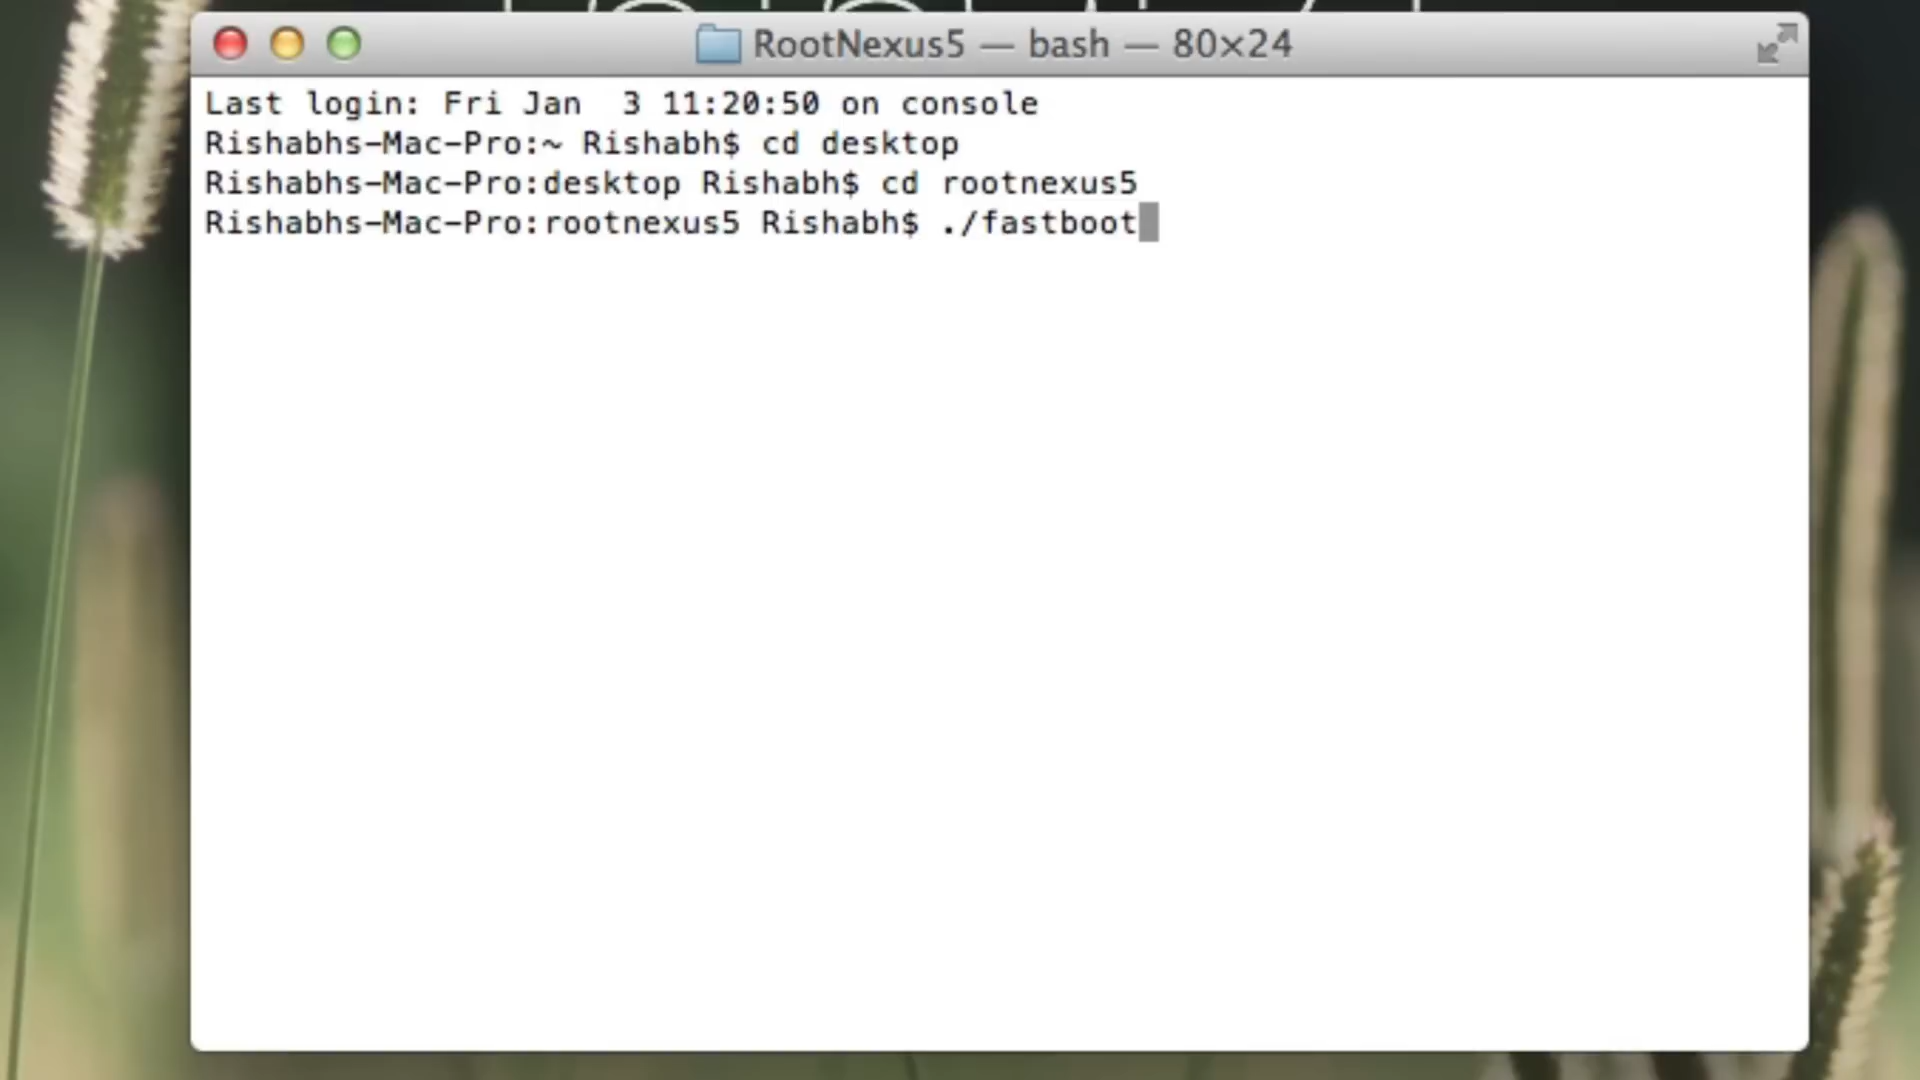 RootNexus5 — bash — 80×24
Last login: Fri Jan  3 11:20:50 on console
Rishabhs-Mac-Pro:~ Rishabh$ cd desktop
Rishabhs-Mac-Pro:desktop Rishabh$ cd rootnexus5
Rishabhs-Mac-Pro:rootnexus5 Rishabh$ ./fastboot